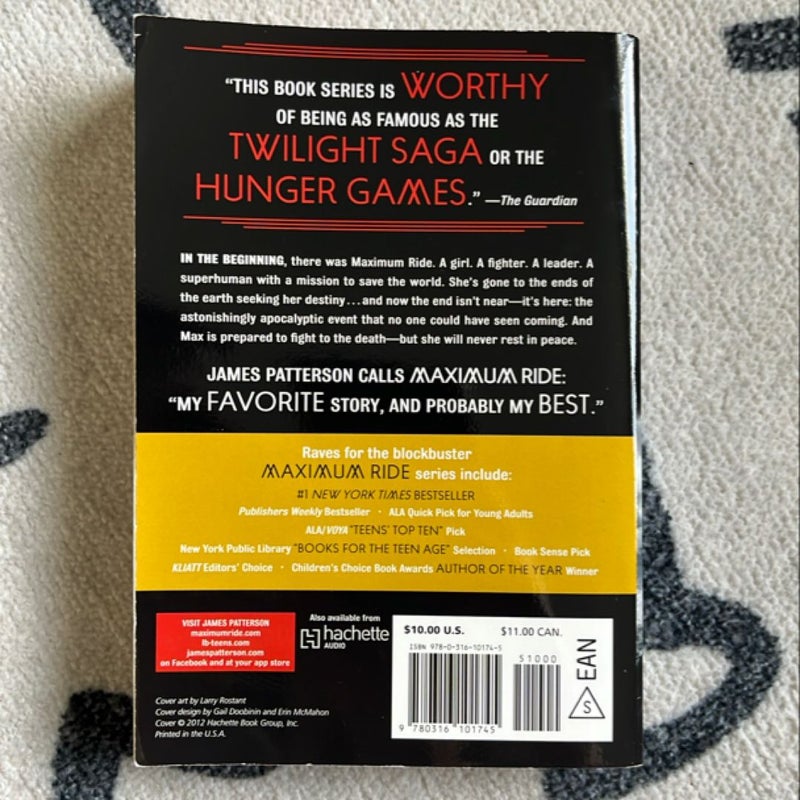 “THIS BOOK SERIES IS WORTHY
OF BEING AS FAMOUS AS THE
TWILIGHT SAGA OR THE
HUNGER GAMES.” —The Guardian
IN THE BEGINNING, there was Maximum Ride. A girl. A fighter. A leader. A
superhuman with a mission to save the world. She’s gone to the ends of
the earth seeking her destiny...and now the end isn’t near—it’s here: the
astonishingly apocalyptic event that no one could have seen coming. And
Max is prepared to fight to the death—but she will never rest in peace.
JAMES PATTERSON CALLS MAXIMUM RIDE:
“MY FAVORITE STORY, AND PROBABLY MY BEST.”
Raves for the blockbuster
MAXIMUM RIDE series include:
#1 NEW YORK TIMES BESTSELLER
Publishers Weekly Bestseller · ALA Quick Pick for Young Adults
ALA/VOYA “TEENS’ TOP TEN” Pick
New York Public Library “BOOKS FOR THE TEEN AGE” Selection · Book Sense Pick
KLIATT Editors’ Choice · Children’s Choice Book Awards AUTHOR OF THE YEAR Winner
VISIT JAMES PATTERSON
maximumride.com
lb-teens.com
jamespatterson.com
on Facebook and at your app store
Also available from
hachette
AUDIO
$10.00 U.S. $11.00 CAN.
ISBN 978-0-316-10174-5
51000
9 780316 101745
S EAN
Cover art by Larry Rostant
Cover design by Gail Doobinin and Erin McMahon
Cover © 2012 Hachette Book Group, Inc.
Printed in the U.S.A.